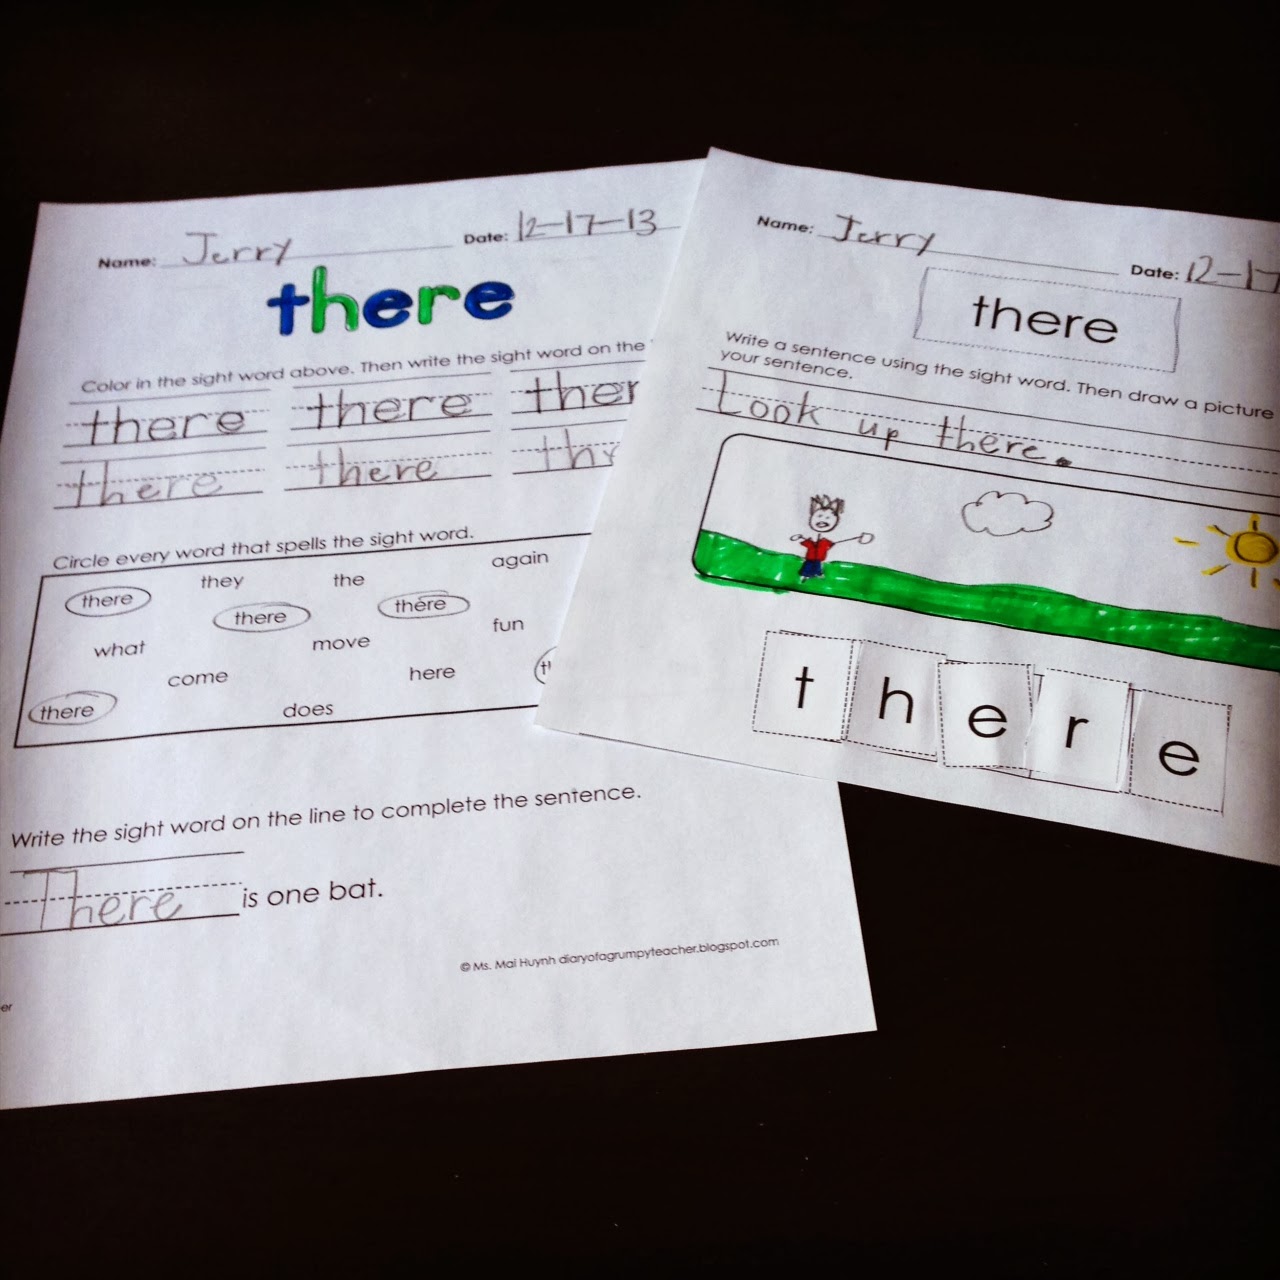 Name: Jerry Date: 12-17-13
there
Color in the sight word above. Then write the sight word on the
there there ther
there there thr
Circle every word that spells the sight word.
they the again
there there there
what move fun
come here
there does
Write the sight word on the line to complete the sentence.
There is one bat.
© Ms. Mai Huynh diaryofagrumpyteacher.blogspot.com
er
Name: Jerry Date: 12-17
there
Write a sentence using the sight word. Then draw a picture
your sentence.
Look up there.
t h e r e